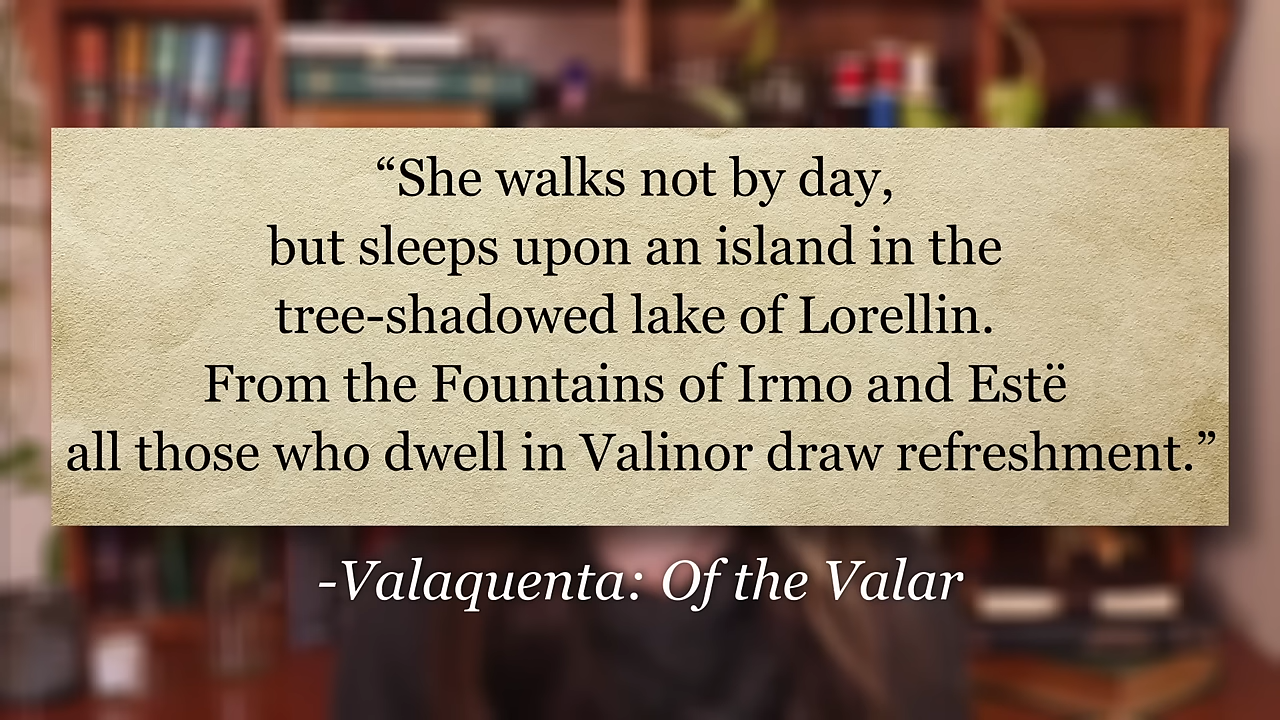 “She walks not by day,
but sleeps upon an island in the
tree-shadowed lake of Lorellin.
From the Fountains of Irmo and Estë
all those who dwell in Valinor draw refreshment.”
-Valaquenta: Of the Valar